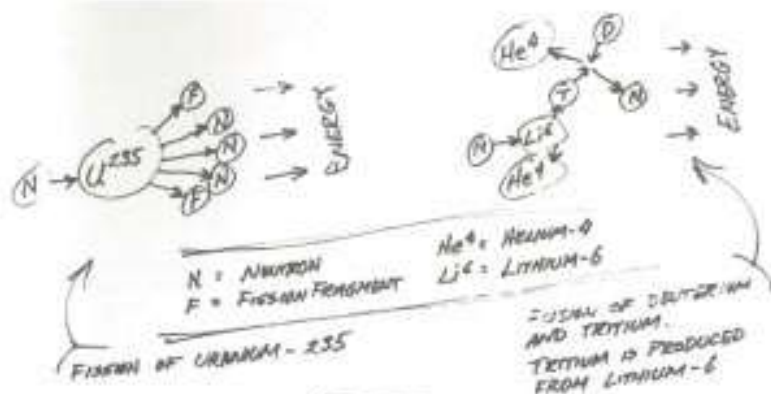 N
U235
F
N
N
N
F
ENERGY
He4
D
T
N
N
Li6
He4
ENERGY
N = NEUTRON
F = FISSION FRAGMENT
He4 = HELIUM-4
Li6 = LITHIUM-6
FISSION OF URANIUM-235
FUSION OF DEUTERIUM
AND TRITIUM.
TRITIUM IS PRODUCED
FROM LITHIUM-6